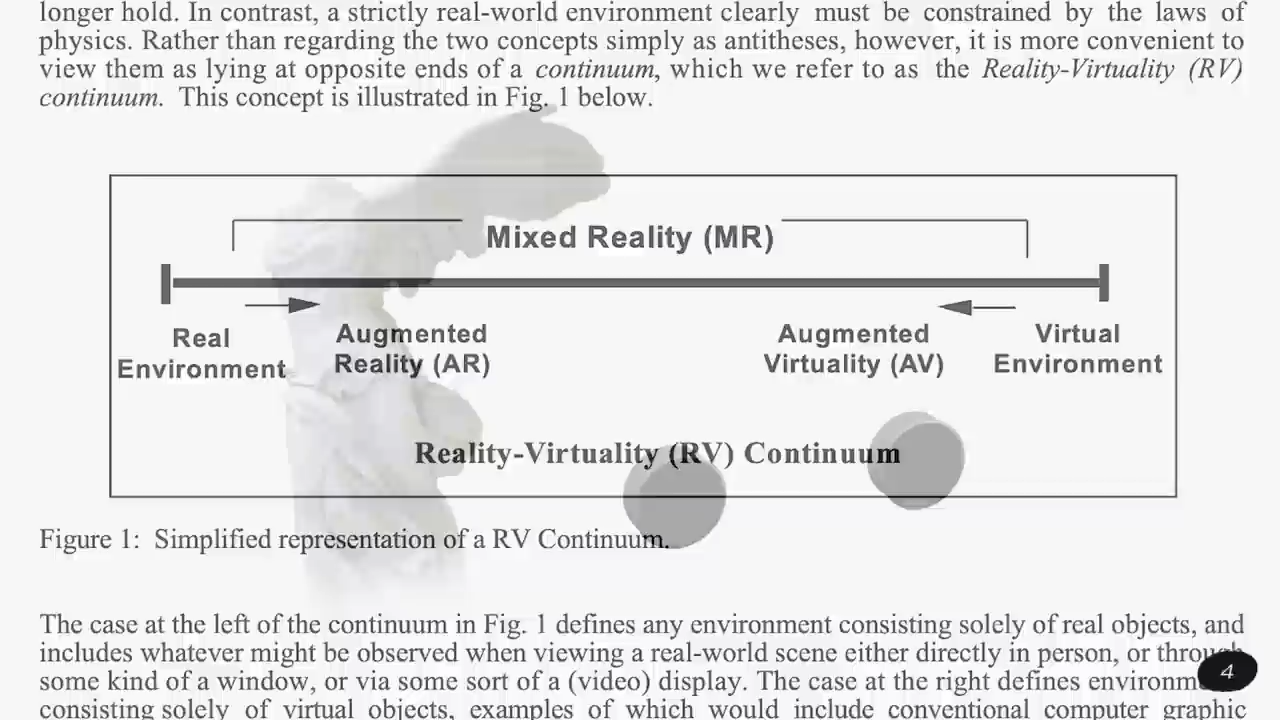 longer hold. In contrast, a strictly real-world environment clearly must be constrained by the laws of
physics. Rather than regarding the two concepts simply as antitheses, however, it is more convenient to
view them as lying at opposite ends of a continuum, which we refer to as the Reality-Virtuality (RV)
continuum. This concept is illustrated in Fig. 1 below.
Mixed Reality (MR)
Real
Environment
Augmented
Reality (AR)
Augmented
Virtuality (AV)
Virtual
Environment
Reality-Virtuality (RV) Continuum
Figure 1: Simplified representation of a RV Continuum.
The case at the left of the continuum in Fig. 1 defines any environment consisting solely of real objects, and
includes whatever might be observed when viewing a real-world scene either directly in person, or through
some kind of a window, or via some sort of a (video) display. The case at the right defines
consisting solely of virtual objects, examples of which would include conventional computer graphic
4